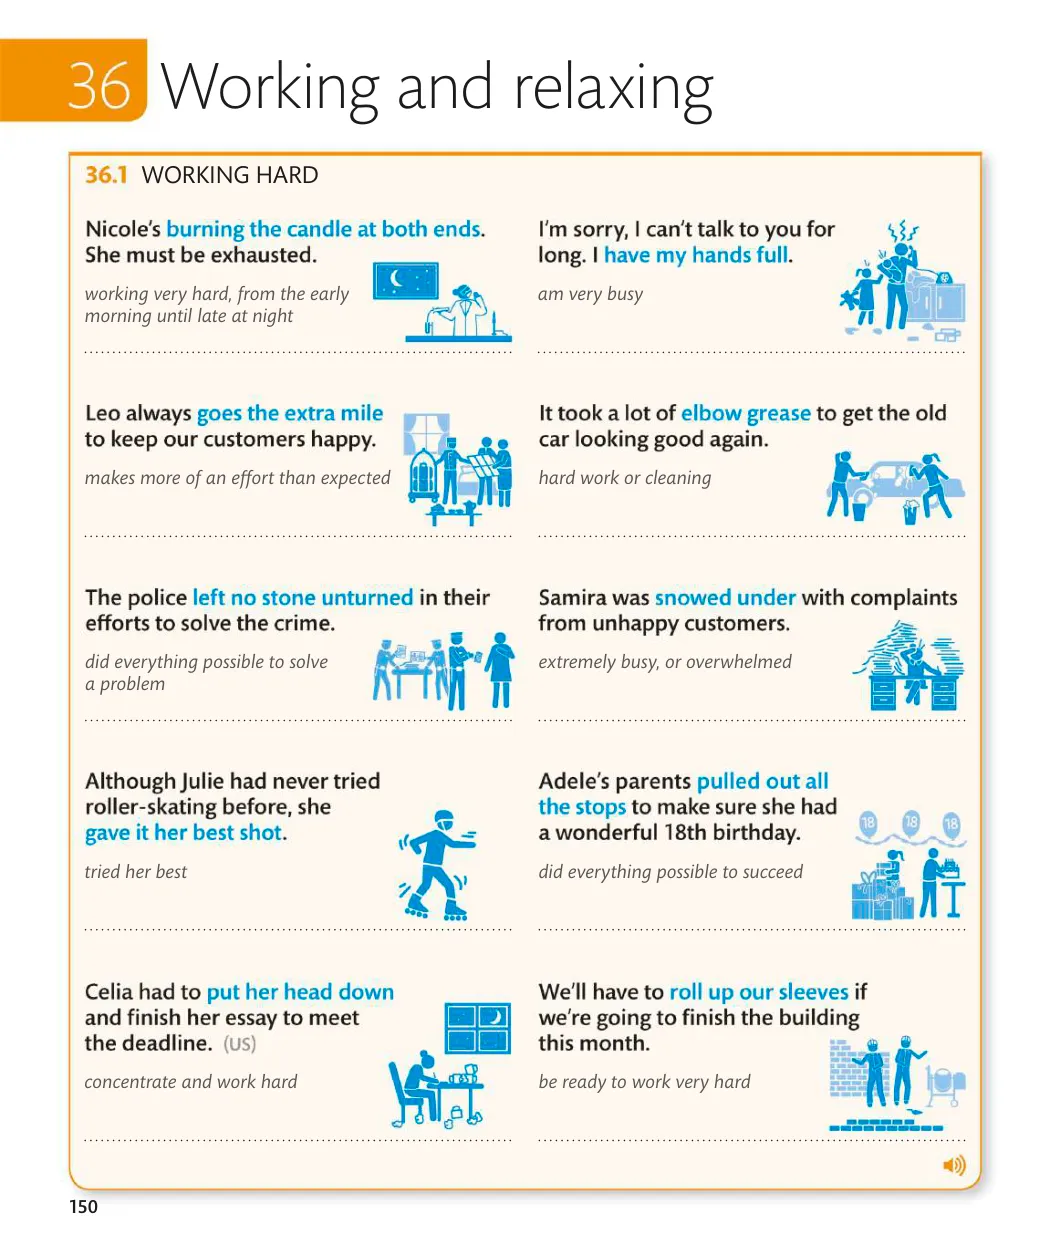 36 Working and relaxing
36.1 WORKING HARD
Nicole's burning the candle at both ends.
She must be exhausted.
working very hard, from the early
morning until late at night
I'm sorry, I can't talk to you for
long. I have my hands full.
am very busy
Leo always goes the extra mile
to keep our customers happy.
makes more of an effort than expected
It took a lot of elbow grease to get the old
car looking good again.
hard work or cleaning
The police left no stone unturned in their
efforts to solve the crime.
did everything possible to solve
a problem
Samira was snowed under with complaints
from unhappy customers.
extremely busy, or overwhelmed
Although Julie had never tried
roller-skating before, she
gave it her best shot.
tried her best
Adele's parents pulled out all
the stops to make sure she had
a wonderful 18th birthday.
did everything possible to succeed
18 18 18
Celia had to put her head down
and finish her essay to meet
the deadline. (US)
concentrate and work hard
We'll have to roll up our sleeves if
we're going to finish the building
this month.
be ready to work very hard
150